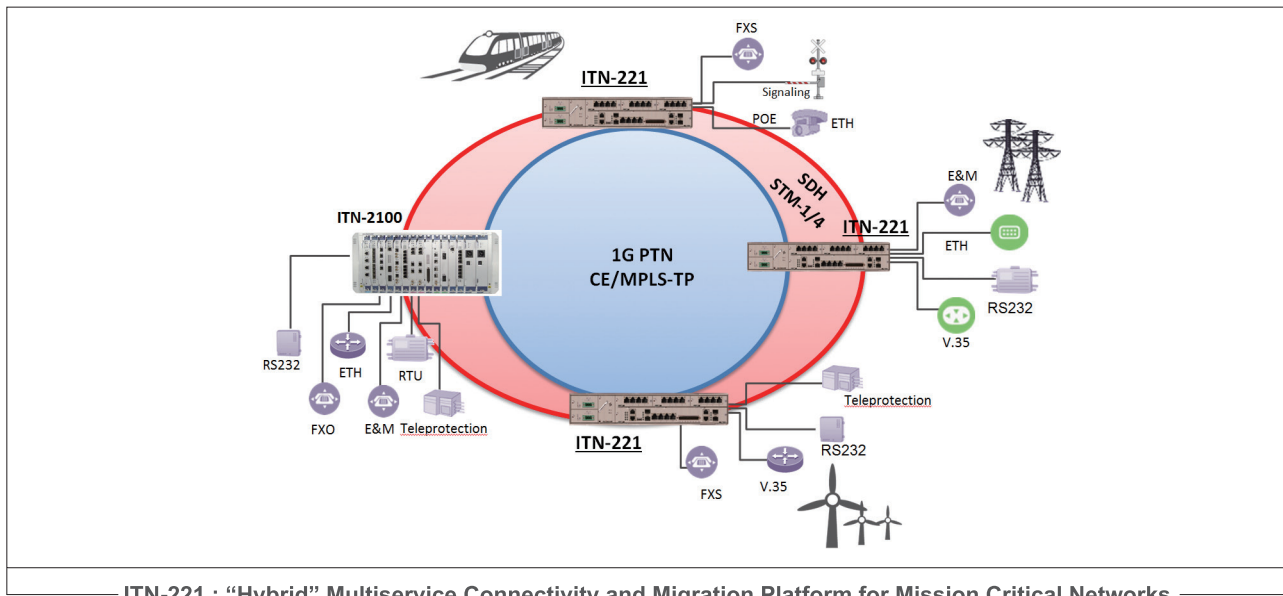 FXS
ITN-221
Signaling
POE
ETH
SDH
STM-1/4
E&M
ITN-2100
ITN-221
ETH
1G PTN
CE/MPLS-TP
RS232
V.35
RS232
ETH
RTU
FXO
E&M
Teleprotection
Teleprotection
ITN-221
RS232
FXS
V.35
ITN-221 : “Hybrid” Multiservice Connectivity and Migration Platform for Mission Critical Networks